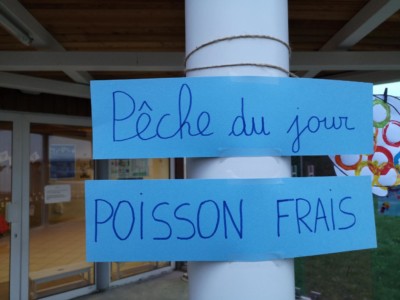 Pêche du jour
POISSON FRAIS